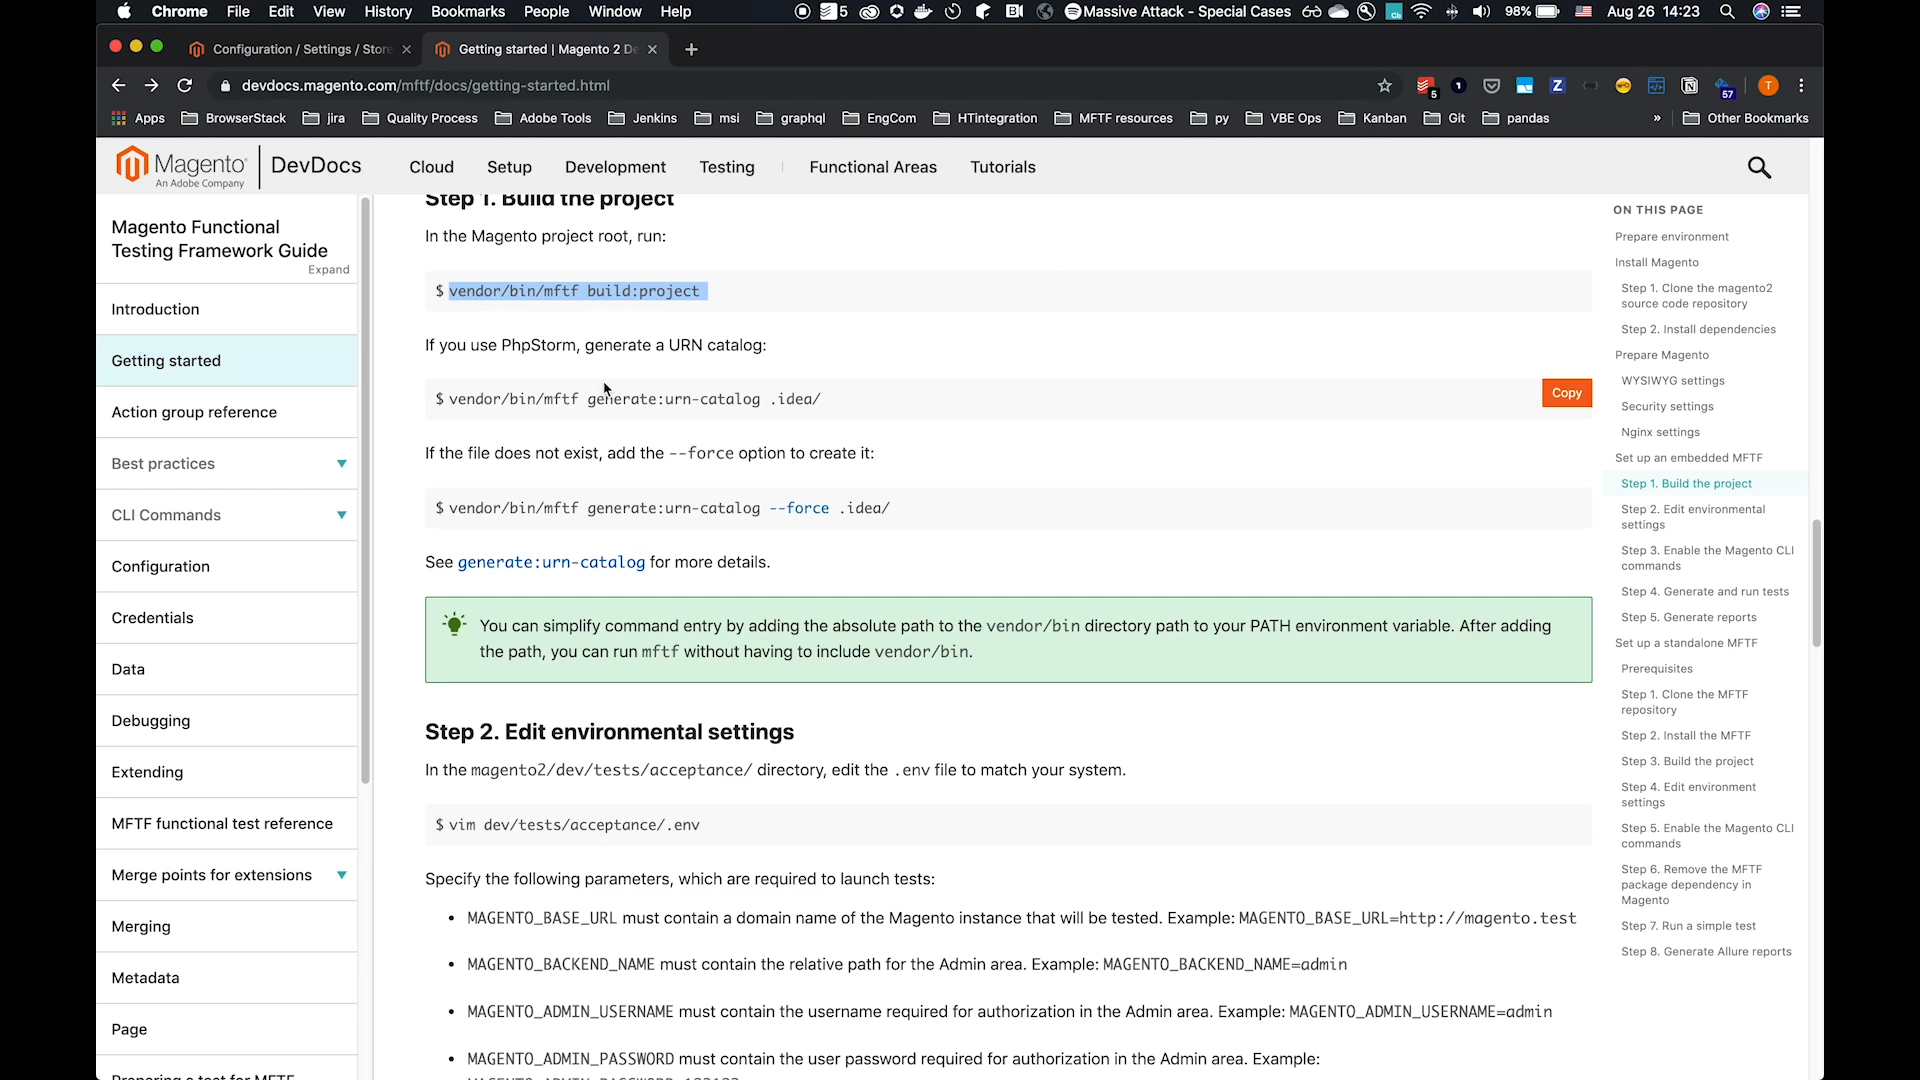 Chrome File Edit View History Bookmarks People Window Help 5 Massive Attack - Special Cases 98% Aug 26 14:23
Configuration / Settings / Store
Getting started | Magento 2 De
devdocs.magento.com/mftf/docs/getting-started.html
5 1 Z 57 T
Apps BrowserStack jira Quality Process Adobe Tools Jenkins msi graphql EngCom HTintegration MFTF resources py VBE Ops Kanban Git pandas » Other Bookmarks
Magento
An Adobe Company
DevDocs
Cloud Setup Development Testing Functional Areas Tutorials
Magento Functional
Testing Framework Guide
Expand
Introduction
Getting started
Action group reference
Best practices
CLI Commands
Configuration
Credentials
Data
Debugging
Extending
MFTF functional test reference
Merge points for extensions
Merging
Metadata
Page
Preparing a test for MFTF
Step 1. Build the project
In the Magento project root, run:
$ vendor/bin/mftf build:project
If you use PhpStorm, generate a URN catalog:
$ vendor/bin/mftf generate:urn-catalog .idea/
Copy
If the file does not exist, add the --force option to create it:
$ vendor/bin/mftf generate:urn-catalog --force .idea/
See generate:urn-catalog for more details.
You can simplify command entry by adding the absolute path to the vendor/bin directory path to your PATH environment variable. After adding
the path, you can run mftf without having to include vendor/bin.
Step 2. Edit environmental settings
In the magento2/dev/tests/acceptance/ directory, edit the .env file to match your system.
$ vim dev/tests/acceptance/.env
Specify the following parameters, which are required to launch tests:
• MAGENTO_BASE_URL must contain a domain name of the Magento instance that will be tested. Example: MAGENTO_BASE_URL=http://magento.test
• MAGENTO_BACKEND_NAME must contain the relative path for the Admin area. Example: MAGENTO_BACKEND_NAME=admin
• MAGENTO_ADMIN_USERNAME must contain the username required for authorization in the Admin area. Example: MAGENTO_ADMIN_USERNAME=admin
• MAGENTO_ADMIN_PASSWORD must contain the user password required for authorization in the Admin area. Example:
MAGENTO_ADMIN_PASSWORD=123123
ON THIS PAGE
Prepare environment
Install Magento
Step 1. Clone the magento2
source code repository
Step 2. Install dependencies
Prepare Magento
WYSIWYG settings
Security settings
Nginx settings
Set up an embedded MFTF
Step 1. Build the project
Step 2. Edit environmental
settings
Step 3. Enable the Magento CLI
commands
Step 4. Generate and run tests
Step 5. Generate reports
Set up a standalone MFTF
Prerequisites
Step 1. Clone the MFTF
repository
Step 2. Install the MFTF
Step 3. Build the project
Step 4. Edit environment
settings
Step 5. Enable the Magento CLI
commands
Step 6. Remove the MFTF
package dependency in
Magento
Step 7. Run a simple test
Step 8. Generate Allure reports